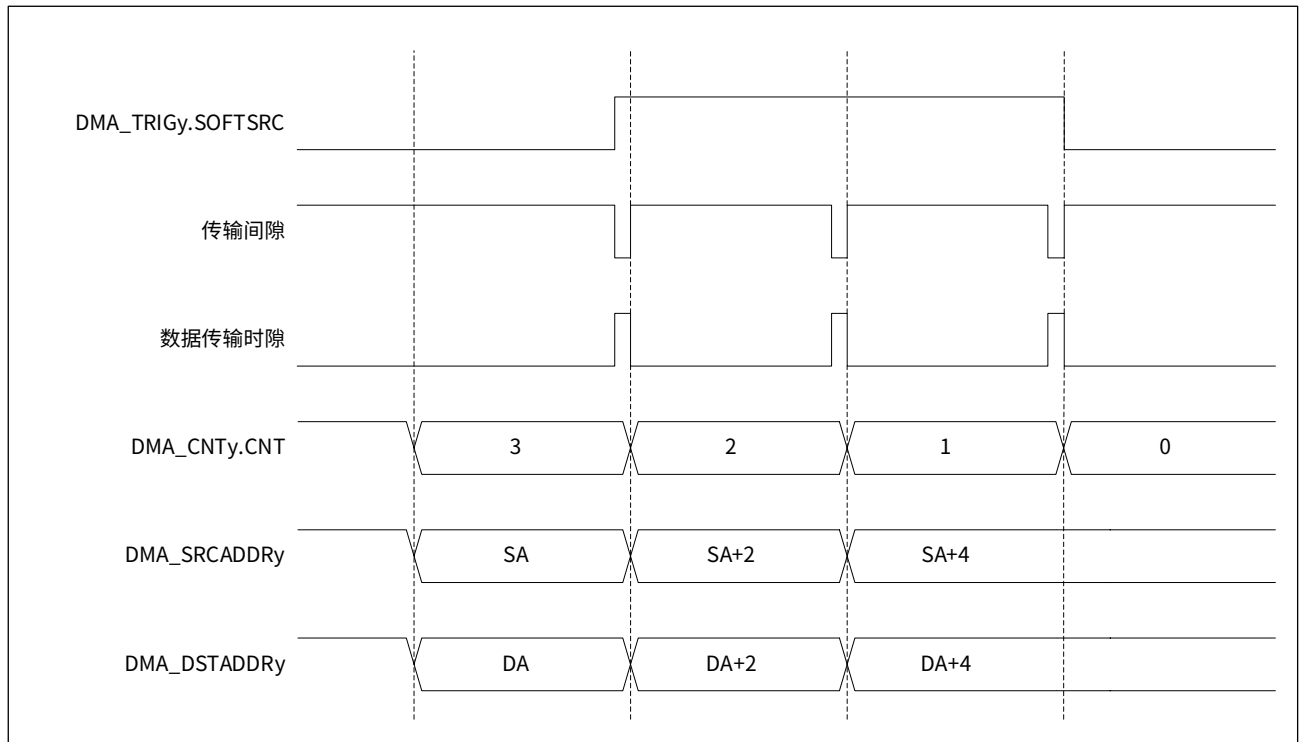 DMA_TRIGy.SOFTSRC
传输间隙
数据传输时隙
DMA_CNTy.CNT 3 2 1 0
DMA_SRCADDRy SA SA+2 SA+4
DMA_DSTADDRy DA DA+2 DA+4